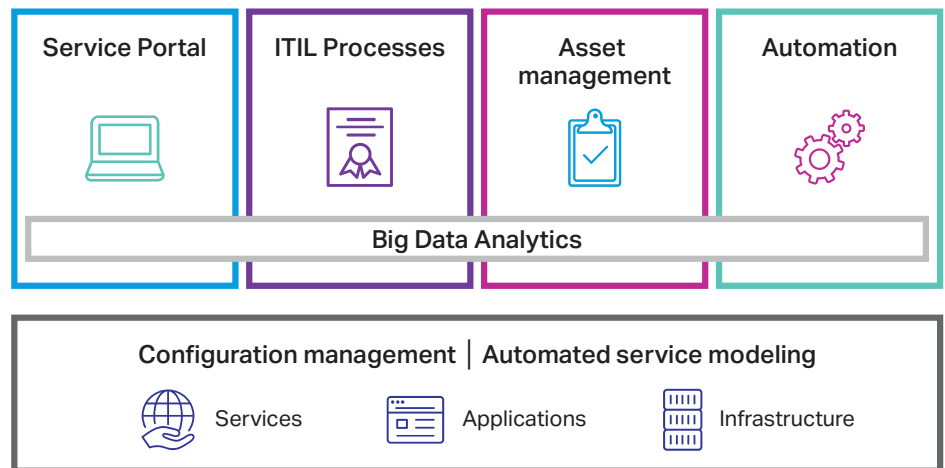 Service Portal
ITIL Processes
Asset
management
Automation
Big Data Analytics
Configuration management | Automated service modeling
Services
Applications
Infrastructure